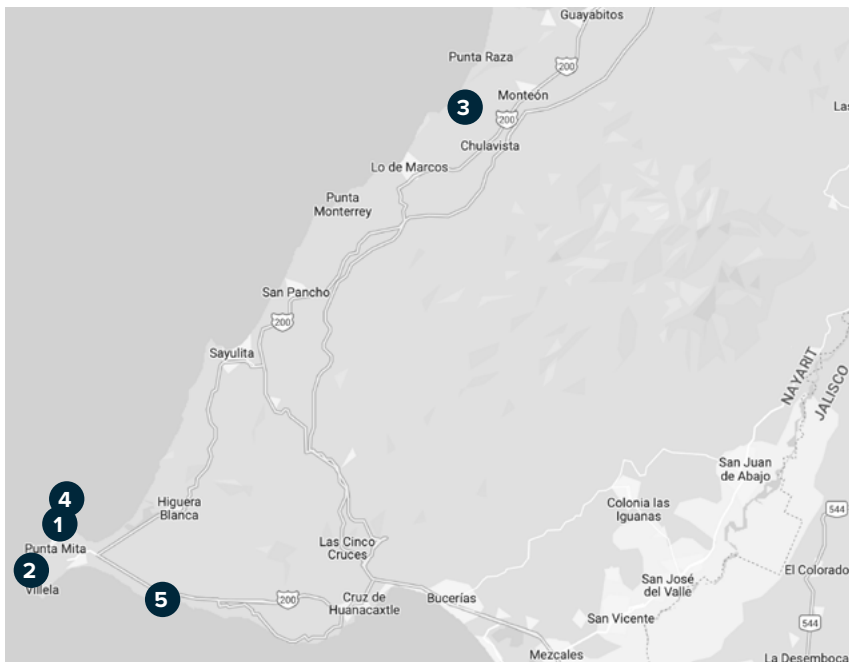 Guayabitos
Punta Raza
200
Monteón
3
200
Las
Chulavista
Lo de Marcos
Punta
Monterrey
San Pancho
200
Sayulita
NAYARIT
JALISCO
San Juan
de Abajo
4
Higuera
Blanca
Colonia las
Iguanas
544
1
Punta Mita
Las Cinco
Cruces
2
El Colorado
Villela
San José
del Valle
5
200
Cruz de
Huanacaxtle
Bucerías
San Vicente
544
Mezcales
La Desemboca